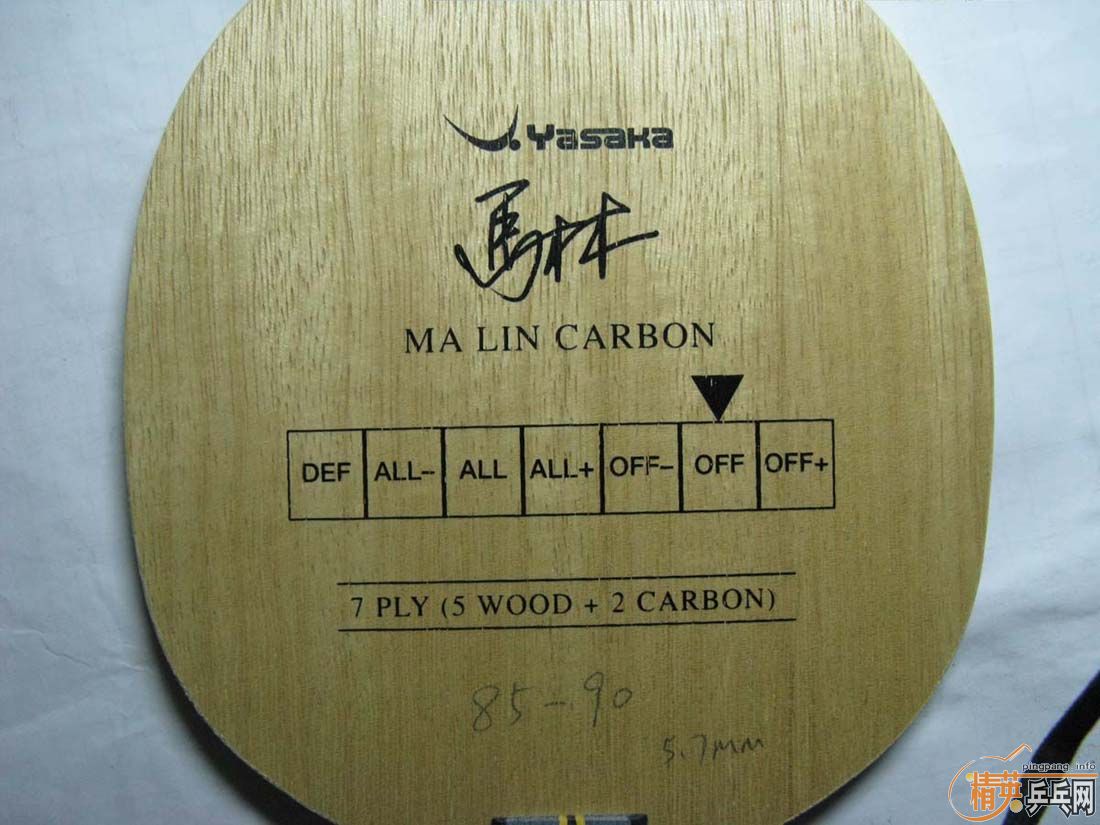 Yasaka
馬林
MA LIN CARBON
DEF ALL- ALL ALL+ OFF- OFF OFF+
7 PLY (5 WOOD + 2 CARBON)
85-90
5.7mm
pingpang.info
精英乒乓网